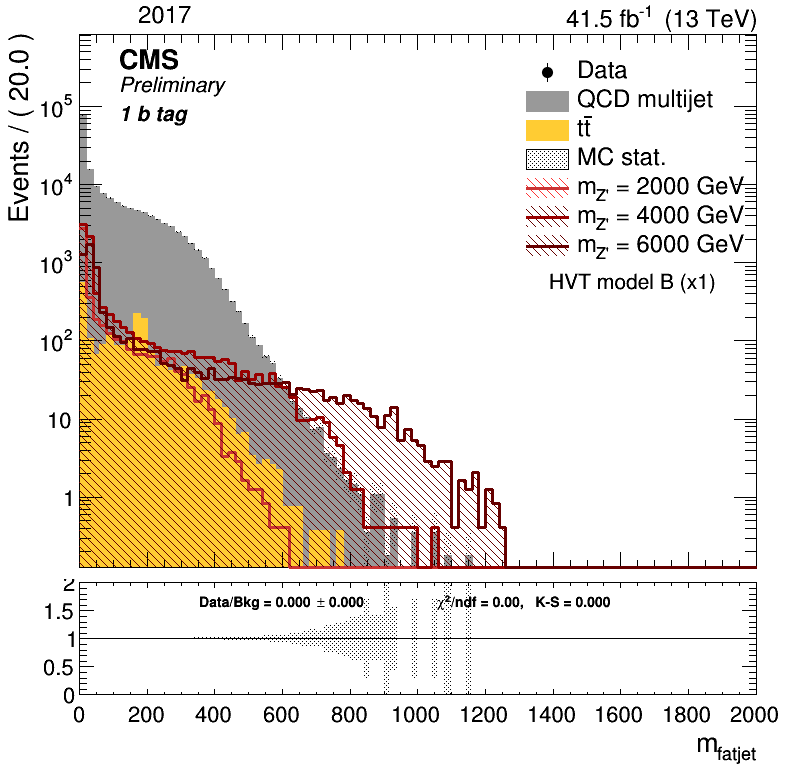 2017
41.5 fb⁻¹ (13 TeV)
CMS
Preliminary
1 b tag
Data
QCD multijet
tt̄
MC stat.
m_Z' = 2000 GeV
m_Z' = 4000 GeV
m_Z' = 6000 GeV
HVT model B (x1)
Events / ( 20.0 )
10⁵
10⁴
10³
10²
10
1
Data/Bkg = 0.000 ± 0.000
χ²/ndf = 0.00, K-S = 0.000
2
1.5
1
0.5
0
0 200 400 600 800 1000 1200 1400 1600 1800 2000
m_fatjet